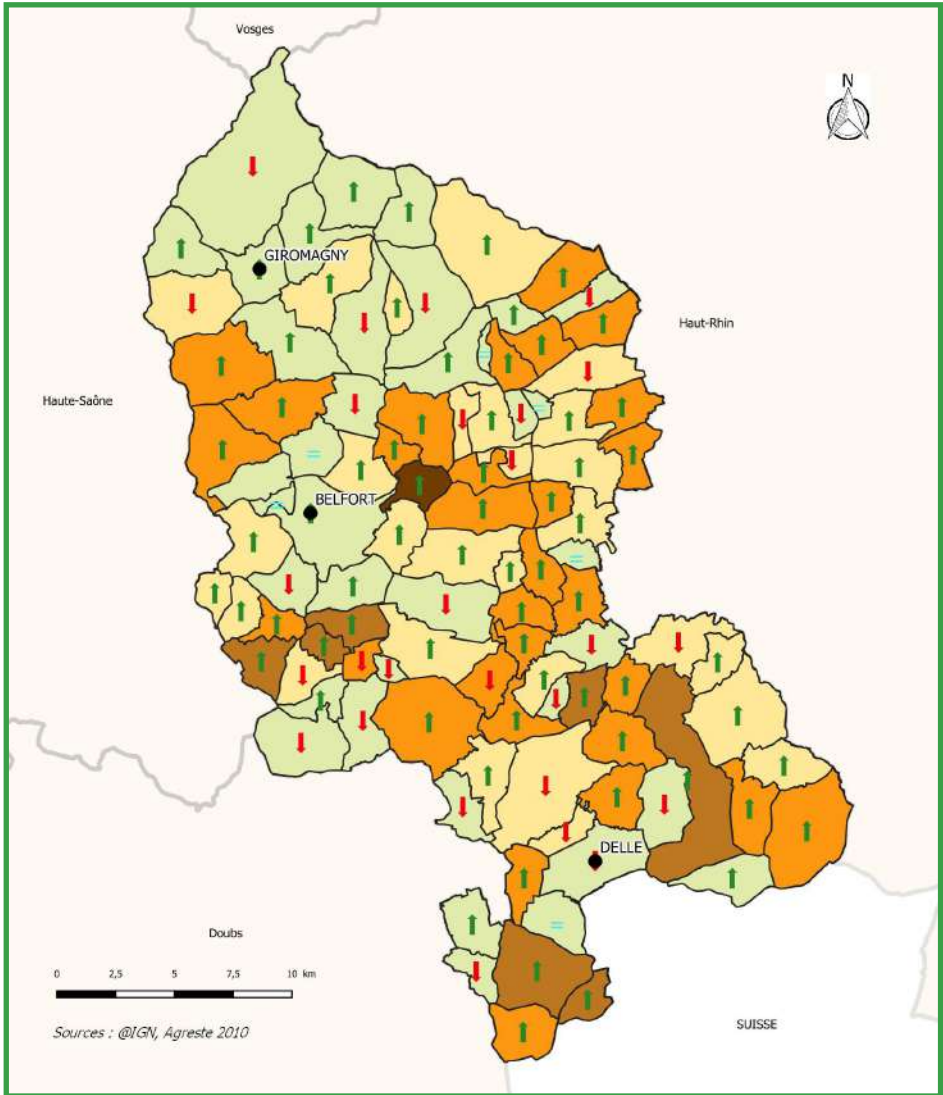 Vosges
N
GIROMAGNY
Haut-Rhin
Haute-Saône
BELFORT
DELLE
Doubs
0 2,5 5 7,5 10 km
Sources : @IGN, Agreste 2010
SUISSE